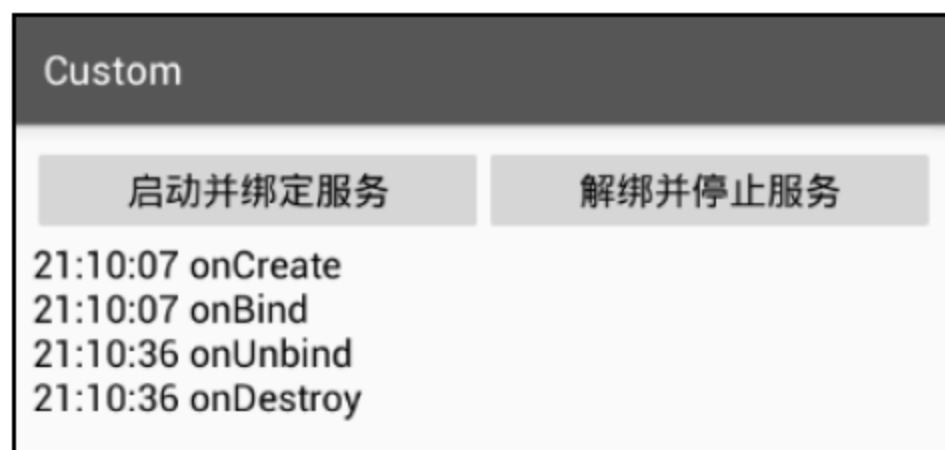 Custom
启动并绑定服务 解绑并停止服务
21:10:07 onCreate
21:10:07 onBind
21:10:36 onUnbind
21:10:36 onDestroy